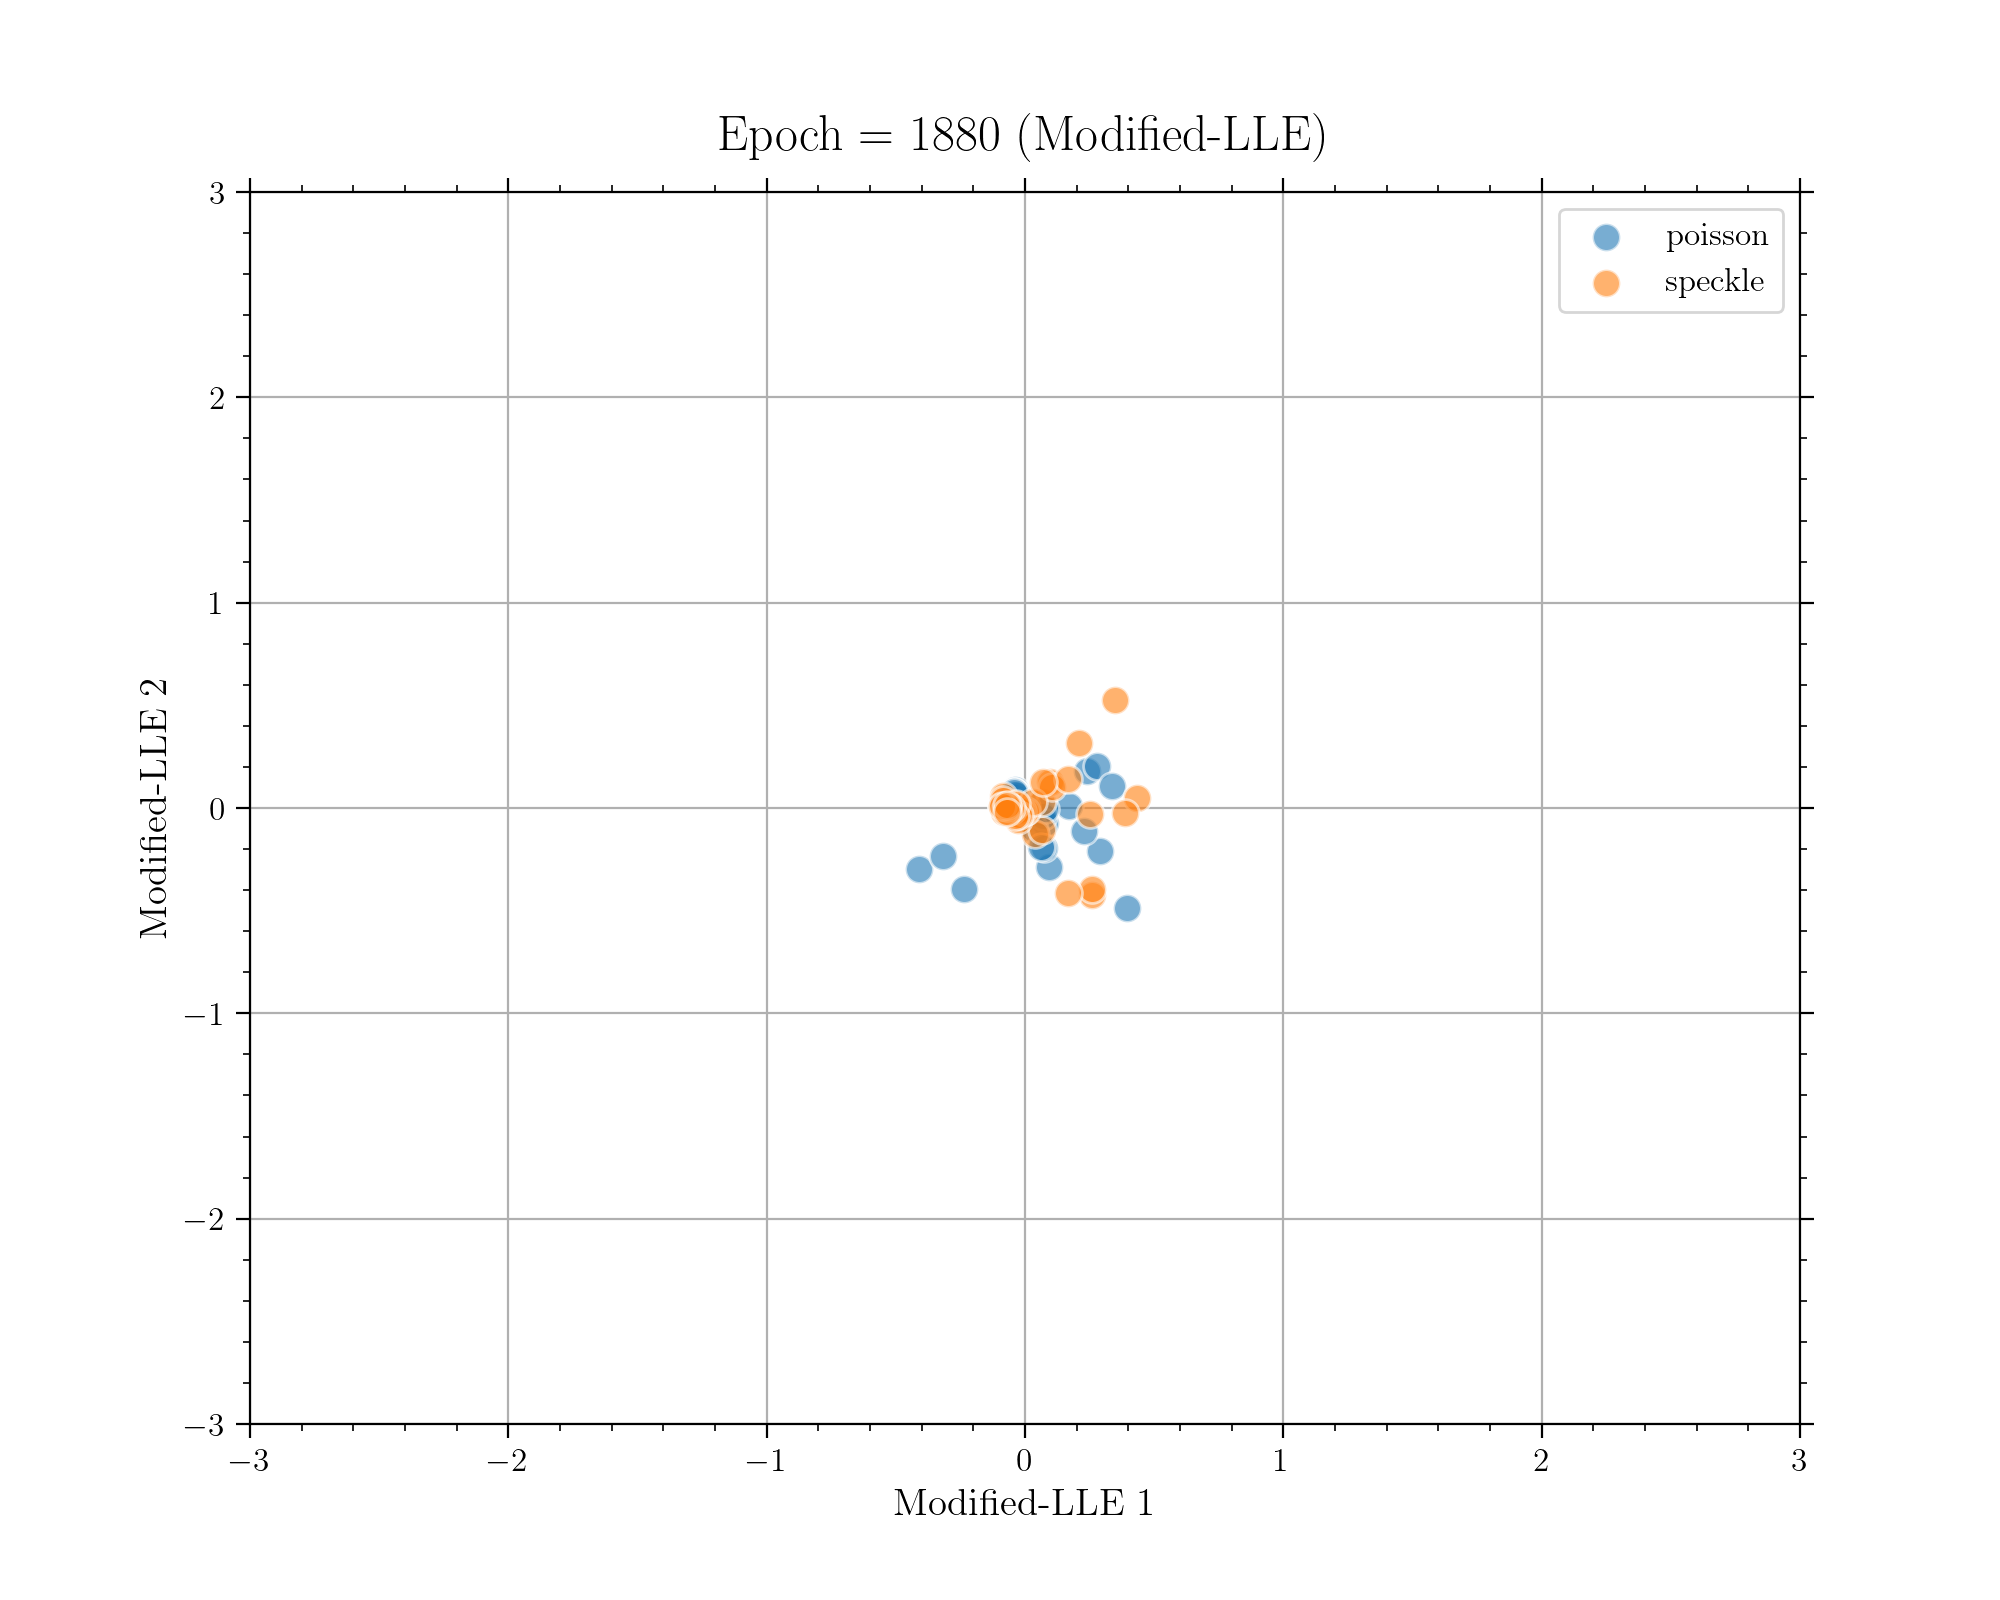 Epoch = 1880 (Modified-LLE)
poisson
speckle
3
2
1
0
−1
−2
−3
Modified-LLE 2
−3 −2 −1 0 1 2 3
Modified-LLE 1